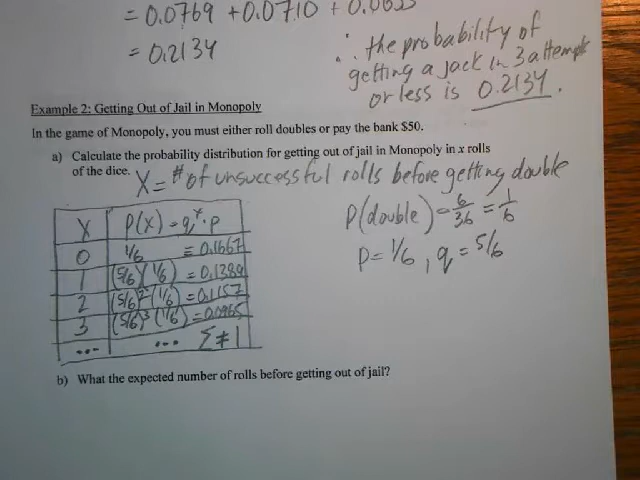 = 0.0769 + 0.0710 + 0.0655
= 0.2134
∴ the probability of
getting a jack in 3 attempts
or less is 0.2134.
Example 2: Getting Out of Jail in Monopoly
In the game of Monopoly, you must either roll doubles or pay the bank $50.
a) Calculate the probability distribution for getting out of jail in Monopoly in x rolls
of the dice. X = # of unsuccessful rolls before getting double
P(double) = 6/36 = 1/6
p = 1/6, q = 5/6
X P(x) = q^x · p
0 1/6 = 0.1667
1 (5/6)(1/6) = 0.1389
2 (5/6)^2 (1/6) = 0.1157
3 (5/6)^3 (1/6) = 0.0965
... ... Σ ≠ 1
b) What the expected number of rolls before getting out of jail?